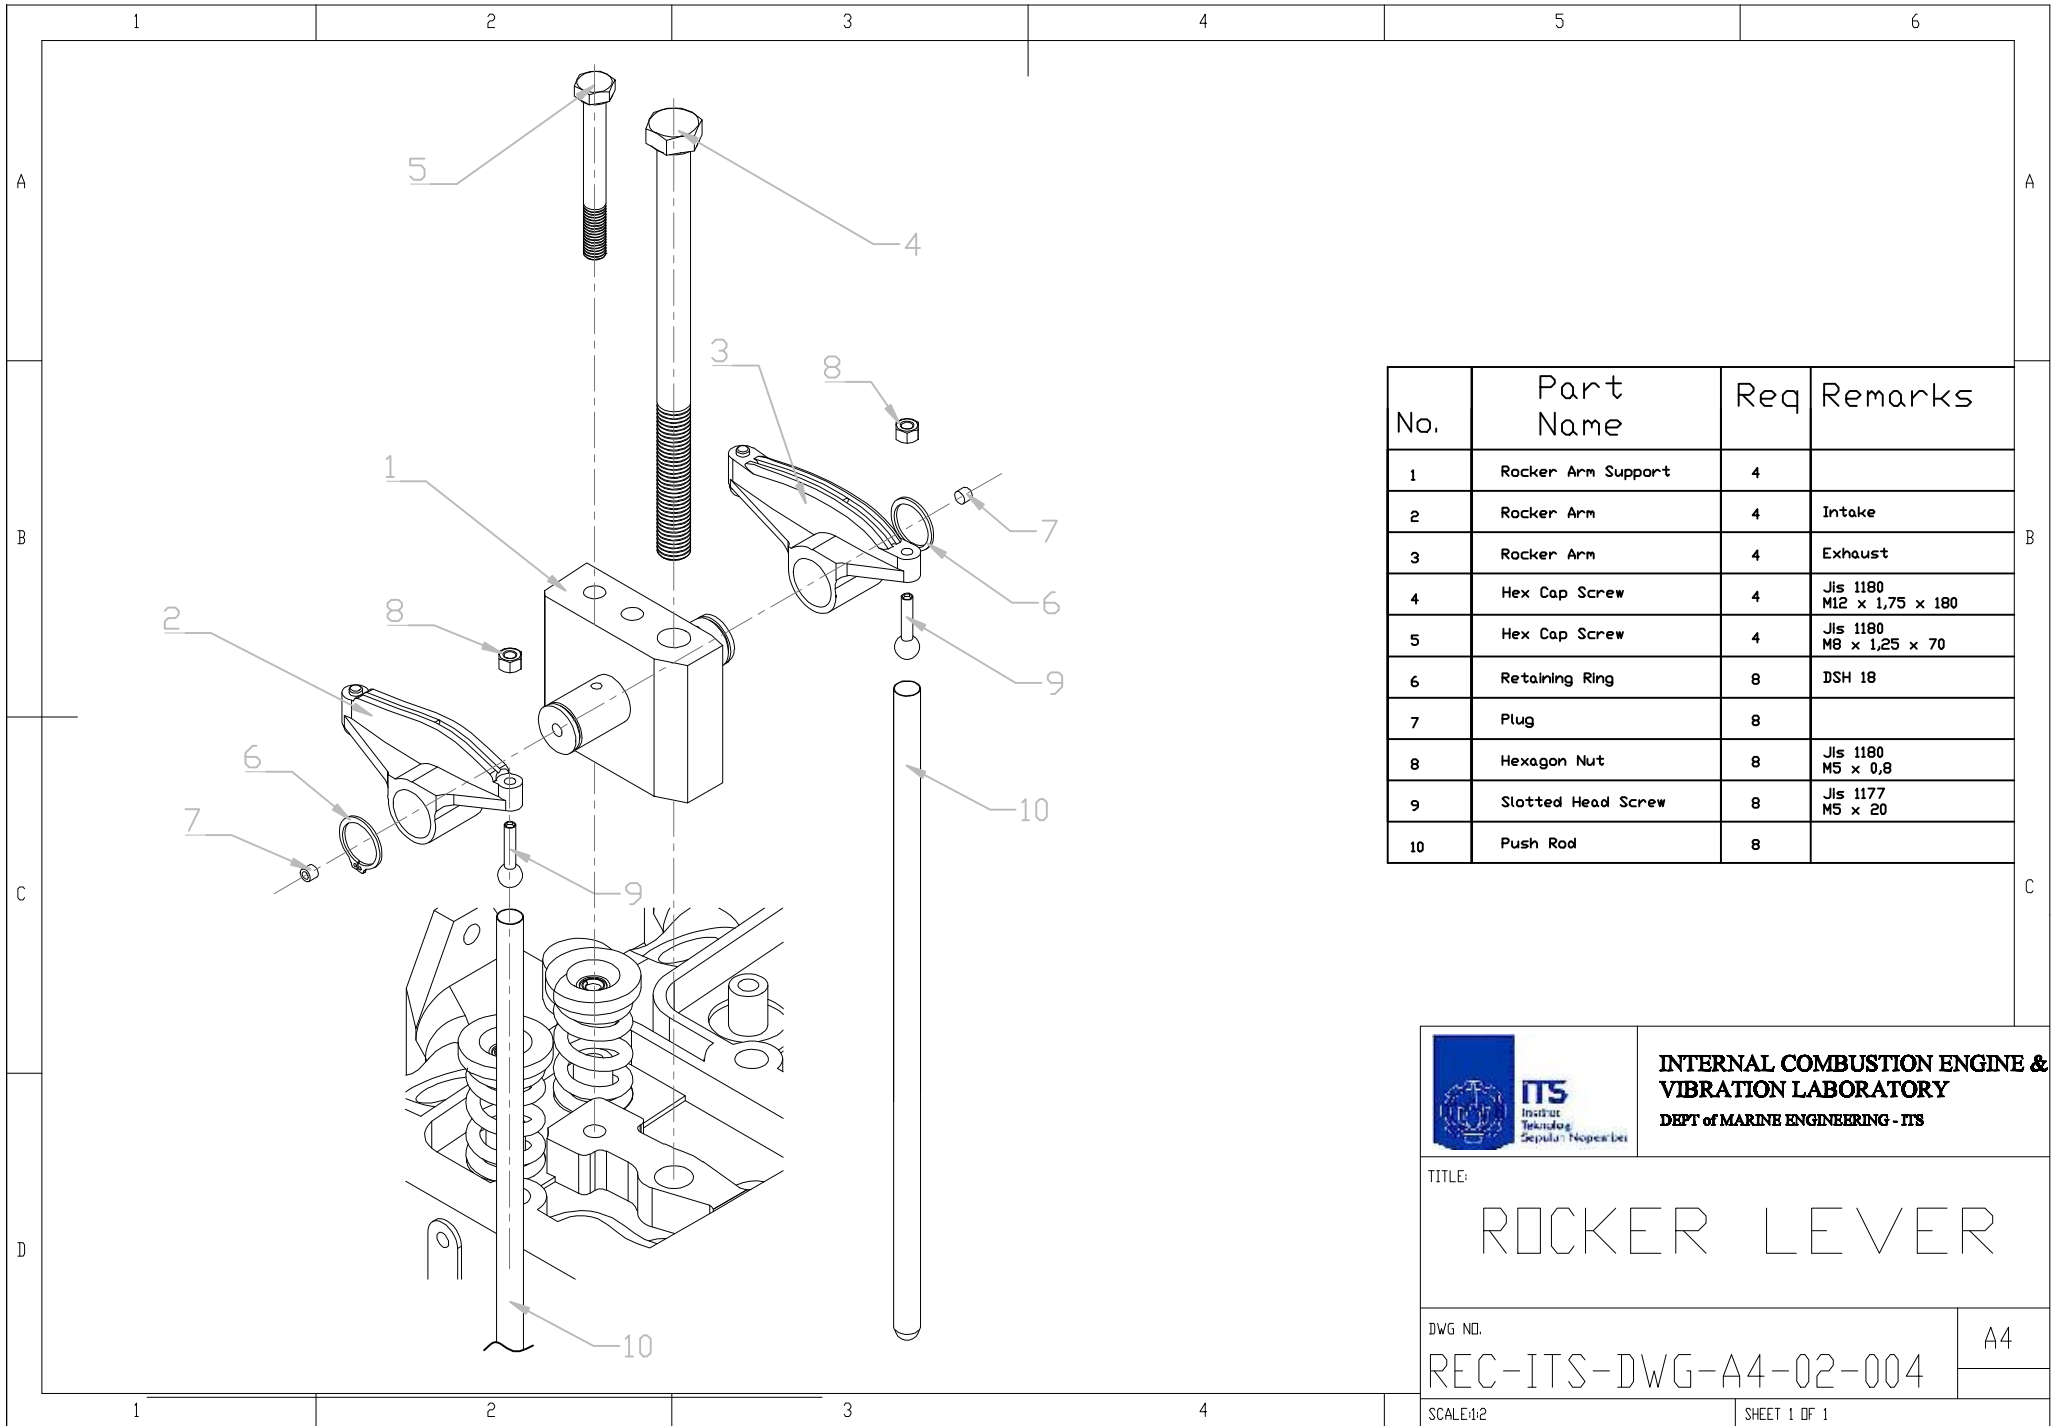 1 2 3 4 5 6
A A
B B
C C
D
5
4
3
8
1
7
2
8
6
9
6
7
10
9
10
No. Part Name Req Remarks
1 Rocker Arm Support 4
2 Rocker Arm 4 Intake
3 Rocker Arm 4 Exhaust
4 Hex Cap Screw 4 JIs 1180
M12 x 1,75 x 180
5 Hex Cap Screw 4 JIs 1180
M8 x 1,25 x 70
6 Retaining Ring 8 DSH 18
7 Plug 8
8 Hexagon Nut 8 JIs 1180
M5 x 0,8
9 Slotted Head Screw 8 JIs 1177
M5 x 20
10 Push Rod 8
ITS
Institut
Teknologi
Sepuluh Nopember
INTERNAL COMBUSTION ENGINE &
VIBRATION LABORATORY
DEPT of MARINE ENGINEERING - ITS
TITLE:
ROCKER LEVER
DWG NO.
REC-ITS-DWG-A4-02-004
A4
SCALE:1:2 SHEET 1 OF 1
1 2 3 4